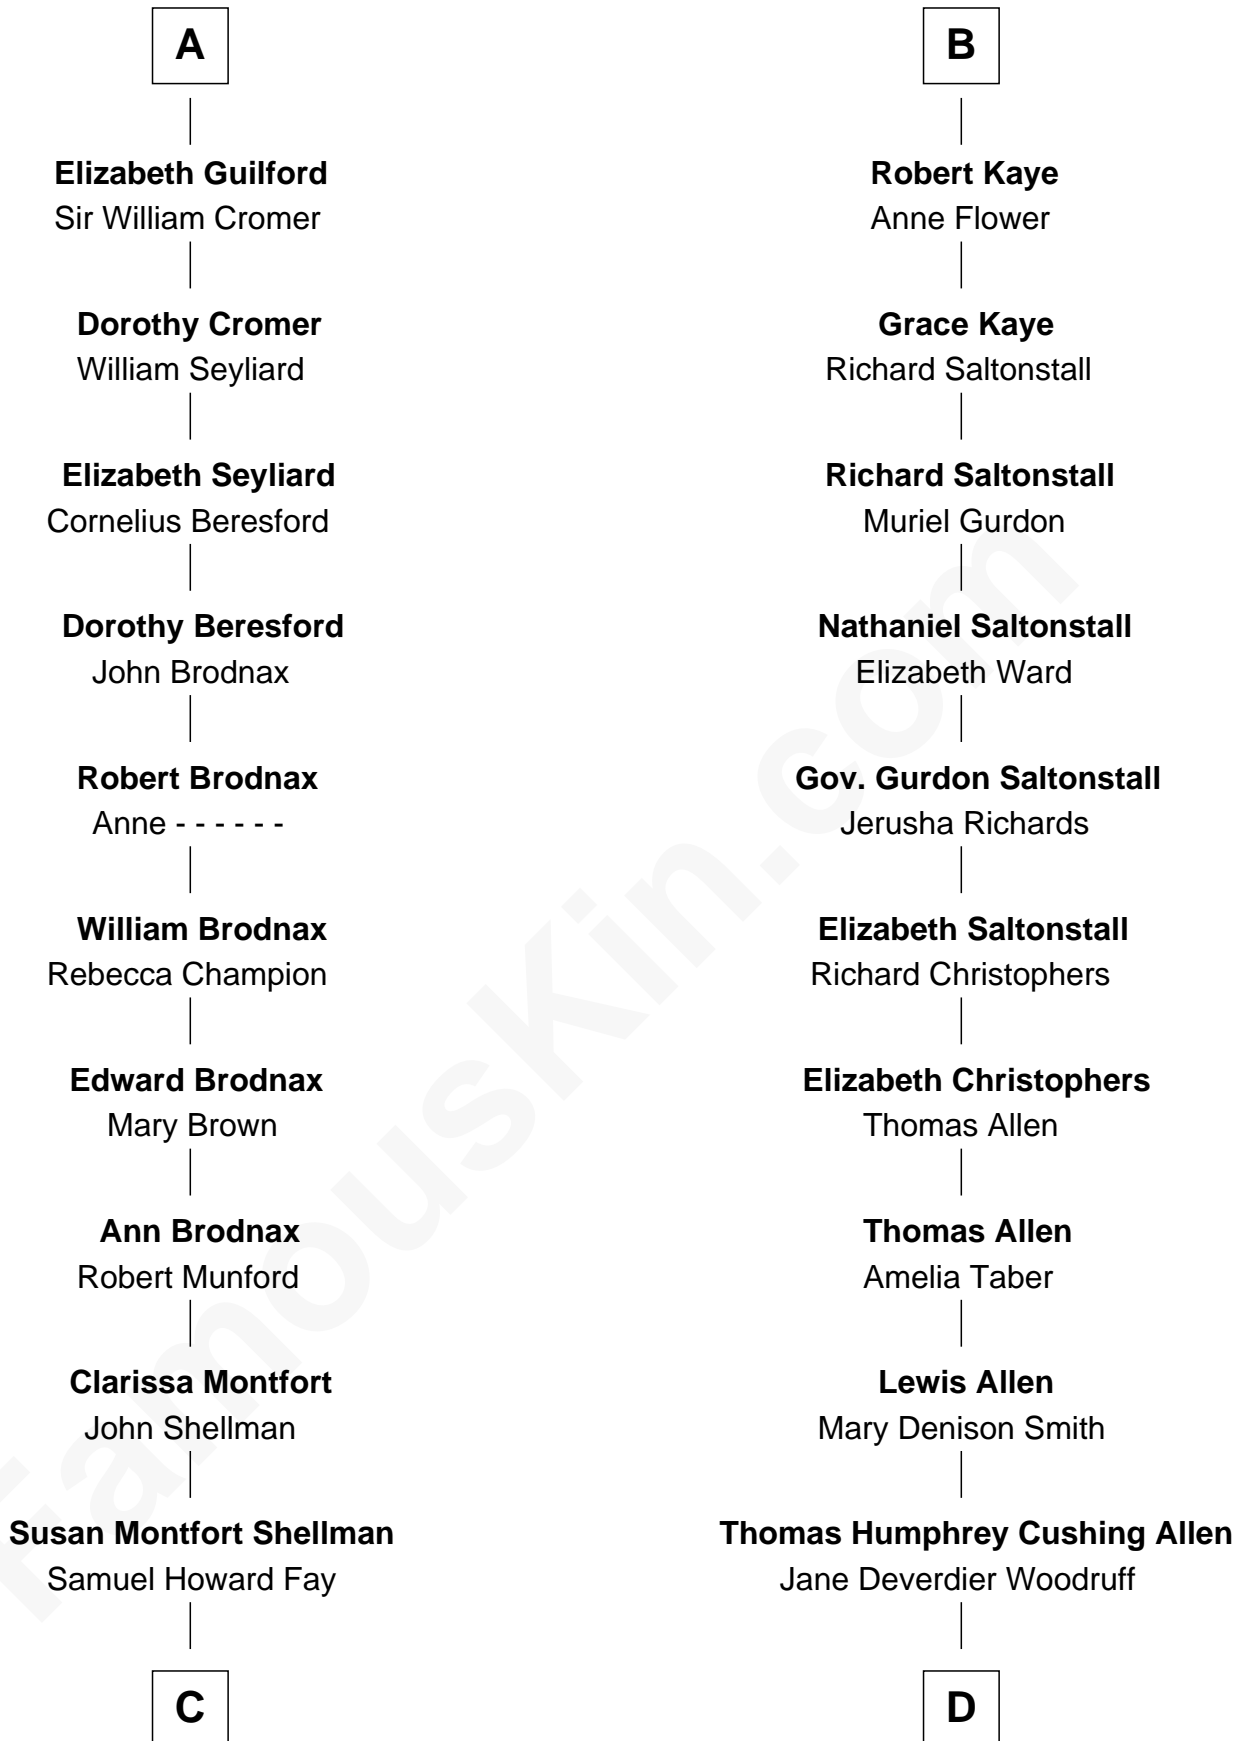 A
Elizabeth Guilford
Sir William Cromer
Dorothy Cromer
William Seyliard
Elizabeth Seyliard
Cornelius Beresford
Dorothy Beresford
John Brodnax
Robert Brodnax
Anne - - - - - -
William Brodnax
Rebecca Champion
Edward Brodnax
Mary Brown
Ann Brodnax
Robert Munford
Clarissa Montfort
John Shellman
Susan Montfort Shellman
Samuel Howard Fay
C
B
Robert Kaye
Anne Flower
Grace Kaye
Richard Saltonstall
Richard Saltonstall
Muriel Gurdon
Nathaniel Saltonstall
Elizabeth Ward
Gov. Gurdon Saltonstall
Jerusha Richards
Elizabeth Saltonstall
Richard Christophers
Elizabeth Christophers
Thomas Allen
Thomas Allen
Amelia Taber
Lewis Allen
Mary Denison Smith
Thomas Humphrey Cushing Allen
Jane Deverdier Woodruff
D
FamousKin.com